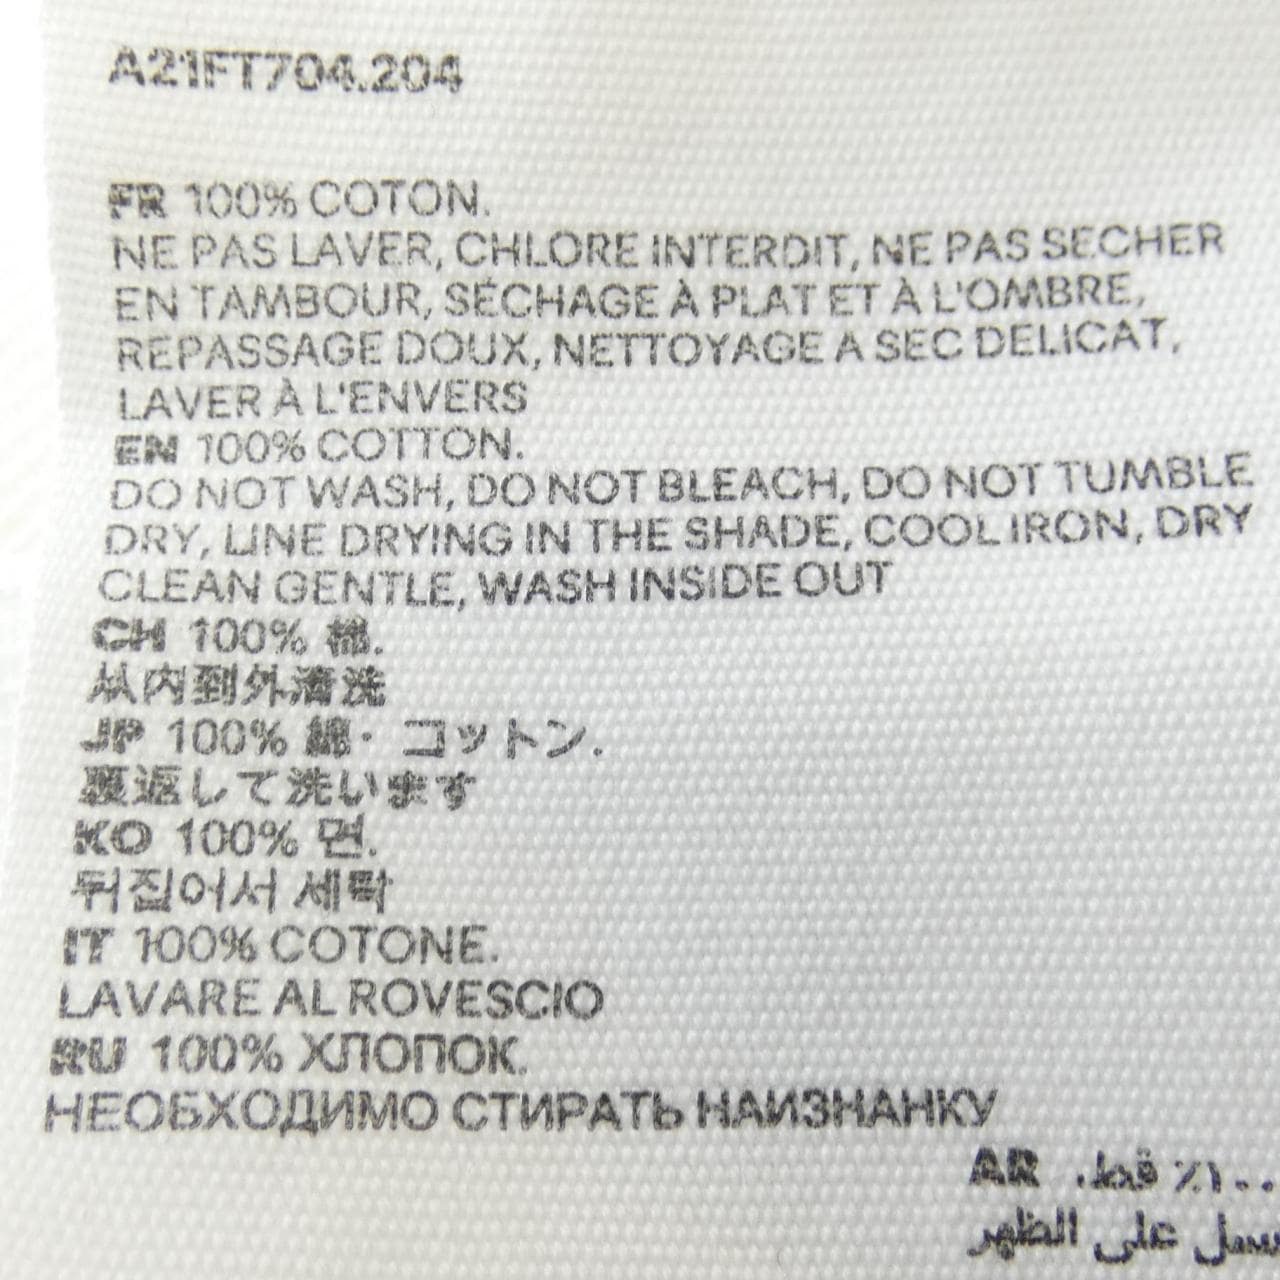 A21FT704.204
FR 100% COTON.
NE PAS LAVER, CHLORE INTERDIT, NE PAS SECHER
EN TAMBOUR, SÉCHAGE À PLAT ET À L'OMBRE,
REPASSAGE DOUX, NETTOYAGE A SEC DELICAT,
LAVER À L'ENVERS
EN 100% COTTON.
DO NOT WASH, DO NOT BLEACH, DO NOT TUMBLE
DRY, LINE DRYING IN THE SHADE, COOL IRON, DRY
CLEAN GENTLE, WASH INSIDE OUT
CH 100% 棉.
从内到外清洗
JP 100% 綿・コットン.
裏返して洗います
KO 100% 면.
뒤집어서 세탁
IT 100% COTONE.
LAVARE AL ROVESCIO
RU 100% ХЛОПОК.
НЕОБХОДИМО СТИРАТЬ НАИЗНАНКУ
AR ١٠٠٪ قط.
على الظهر